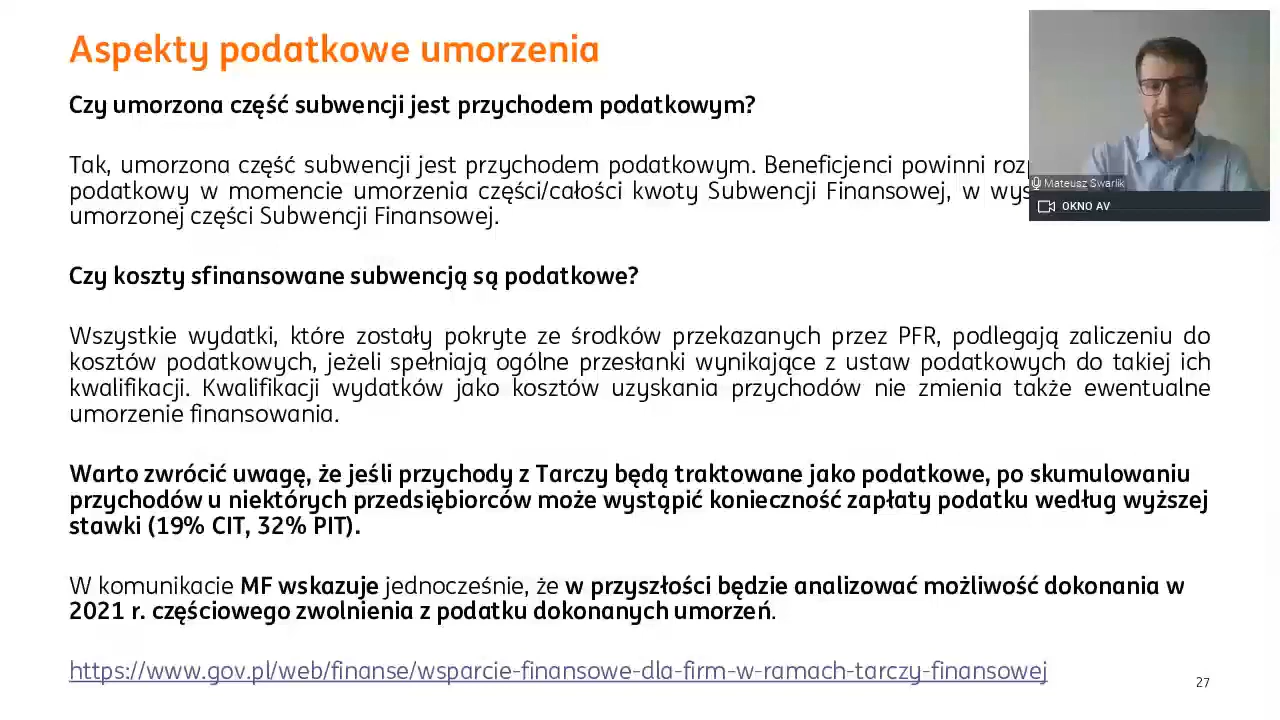 Aspekty podatkowe umorzenia
Czy umorzona część subwencji jest przychodem podatkowym?
Tak, umorzona część subwencji jest przychodem podatkowym. Beneficjenci powinni
podatkowy w momencie umorzenia części/całości kwoty Subwencji Finansowej, w
umorzonej części Subwencji Finansowej.
Mateusz Swarlik
OKNO AV
Czy koszty sfinansowane subwencją są podatkowe?
Wszystkie wydatki, które zostały pokryte ze środków przekazanych przez PFR, podlegają zaliczeniu do
kosztów podatkowych, jeżeli spełniają ogólne przesłanki wynikające z ustaw podatkowych do takiej ich
kwalifikacji. Kwalifikacji wydatków jako kosztów uzyskania przychodów nie zmienia także ewentualne
umorzenie finansowania.
Warto zwrócić uwagę, że jeśli przychody z Tarczy będą traktowane jako podatkowe, po skumulowaniu
przychodów u niektórych przedsiębiorców może wystąpić konieczność zapłaty podatku według wyższej
stawki (19% CIT, 32% PIT).
W komunikacie MF wskazuje jednocześnie, że w przyszłości będzie analizować możliwość dokonania w
2021 r. częściowego zwolnienia z podatku dokonanych umorzeń.
https://www.gov.pl/web/finanse/wsparcie-finansowe-dla-firm-w-ramach-tarczy-finansowej
27